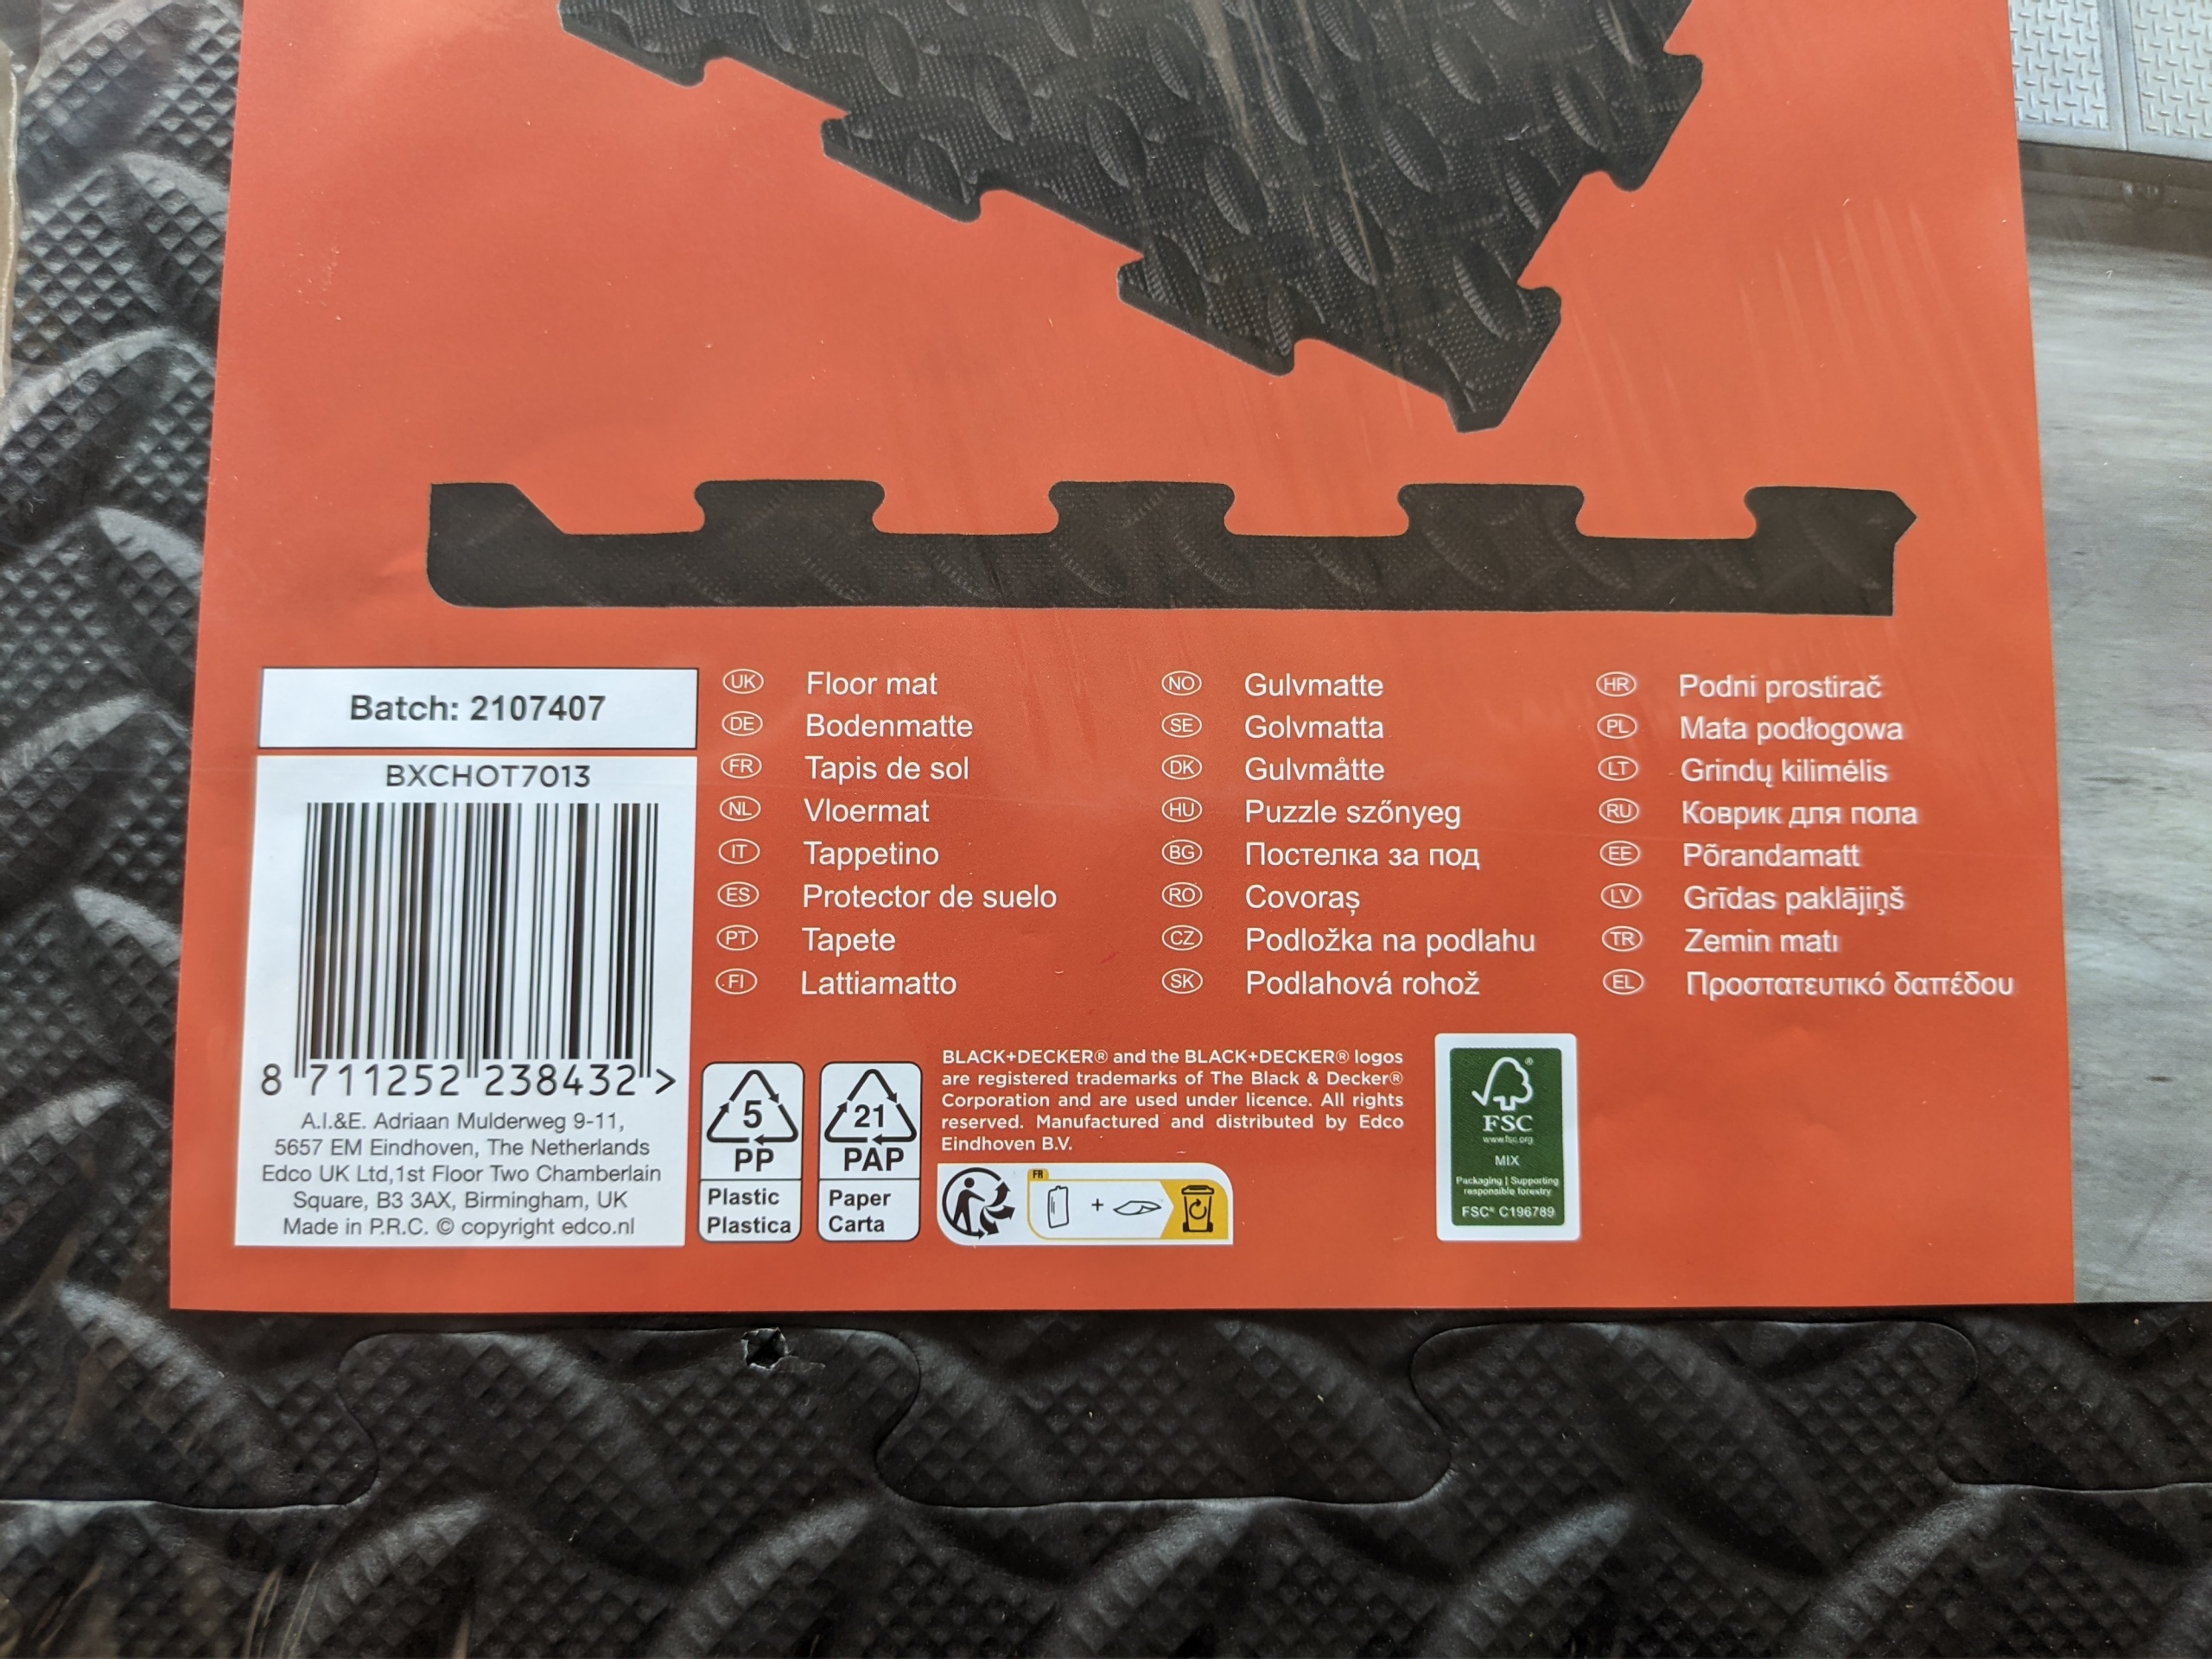 Batch: 2107407
BXCHOT7013
8 711252 238432 >
A.I.&E. Adriaan Mulderweg 9-11,
5657 EM Eindhoven, The Netherlands
Edco UK Ltd,1st Floor Two Chamberlain
Square, B3 3AX, Birmingham, UK
Made in P.R.C. © copyright edco.nl
UK Floor mat
DE Bodenmatte
FR Tapis de sol
NL Vloermat
IT Tappetino
ES Protector de suelo
PT Tapete
FI Lattiamatto
NO Gulvmatte
SE Golvmatta
DK Gulvmåtte
HU Puzzle szőnyeg
BG Постелка за под
RO Covoraș
CZ Podložka na podlahu
SK Podlahová rohož
HR Podni prostirač
PL Mata podłogowa
LT Grindų kilimėlis
RU Коврик для пола
EE Põrandamatt
LV Grīdas paklājiņš
TR Zemin matı
EL Προστατευτικό δαπέδου
5
PP
Plastic
Plastica
21
PAP
Paper
Carta
BLACK+DECKER® and the BLACK+DECKER® logos
are registered trademarks of The Black & Decker®
Corporation and are used under licence. All rights
reserved. Manufactured and distributed by Edco
Eindhoven B.V.
FR
+
®
FSC
www.fsc.org
MIX
Packaging | Supporting
responsible forestry
FSC® C196789